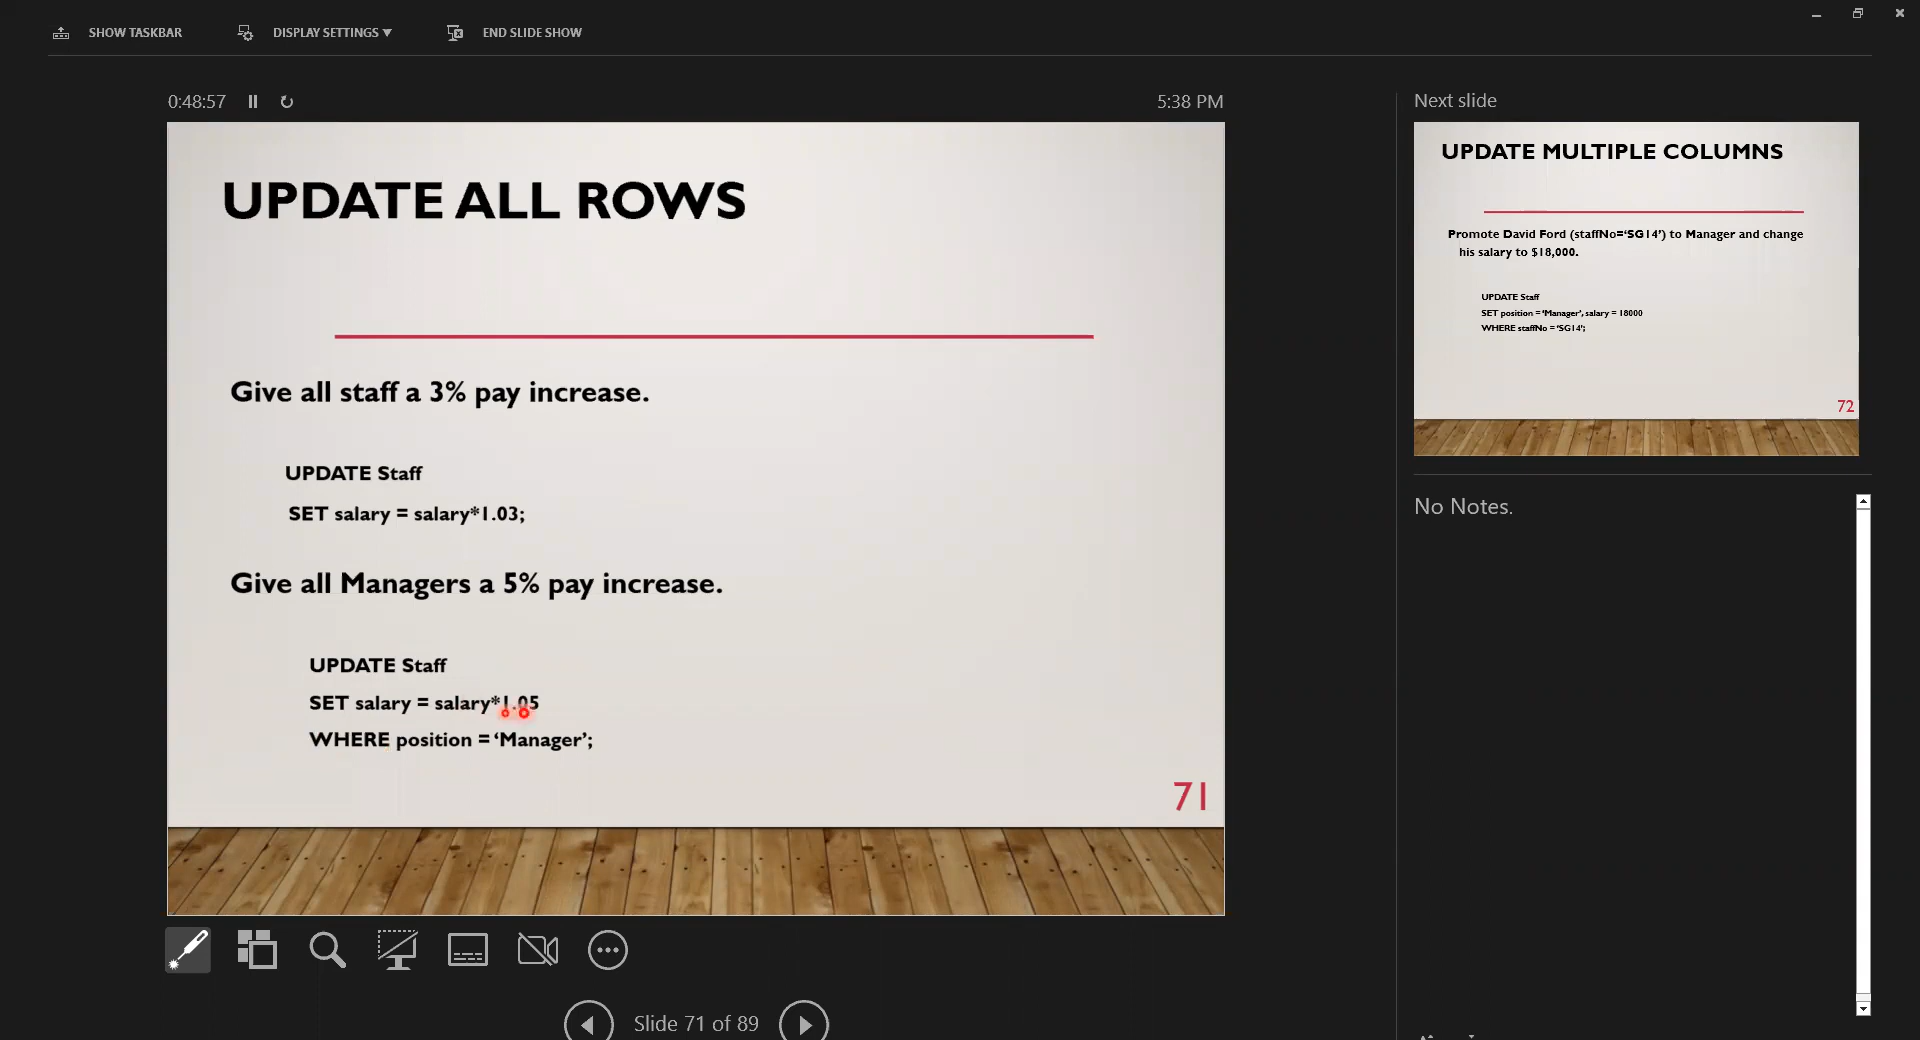 SHOW TASKBAR
DISPLAY SETTINGS ▼
END SLIDE SHOW
0:48:57
5:38 PM
UPDATE ALL ROWS
Give all staff a 3% pay increase.
UPDATE Staff
SET salary = salary*1.03;
Give all Managers a 5% pay increase.
UPDATE Staff
SET salary = salary*1.05
WHERE position = ‘Manager’;
71
Slide 71 of 89
Next slide
UPDATE MULTIPLE COLUMNS
Promote David Ford (staffNo=‘SG14’) to Manager and change
his salary to $18,000.
UPDATE Staff
SET position = ‘Manager’, salary = 18000
WHERE staffNo = ‘SG14’;
72
No Notes.